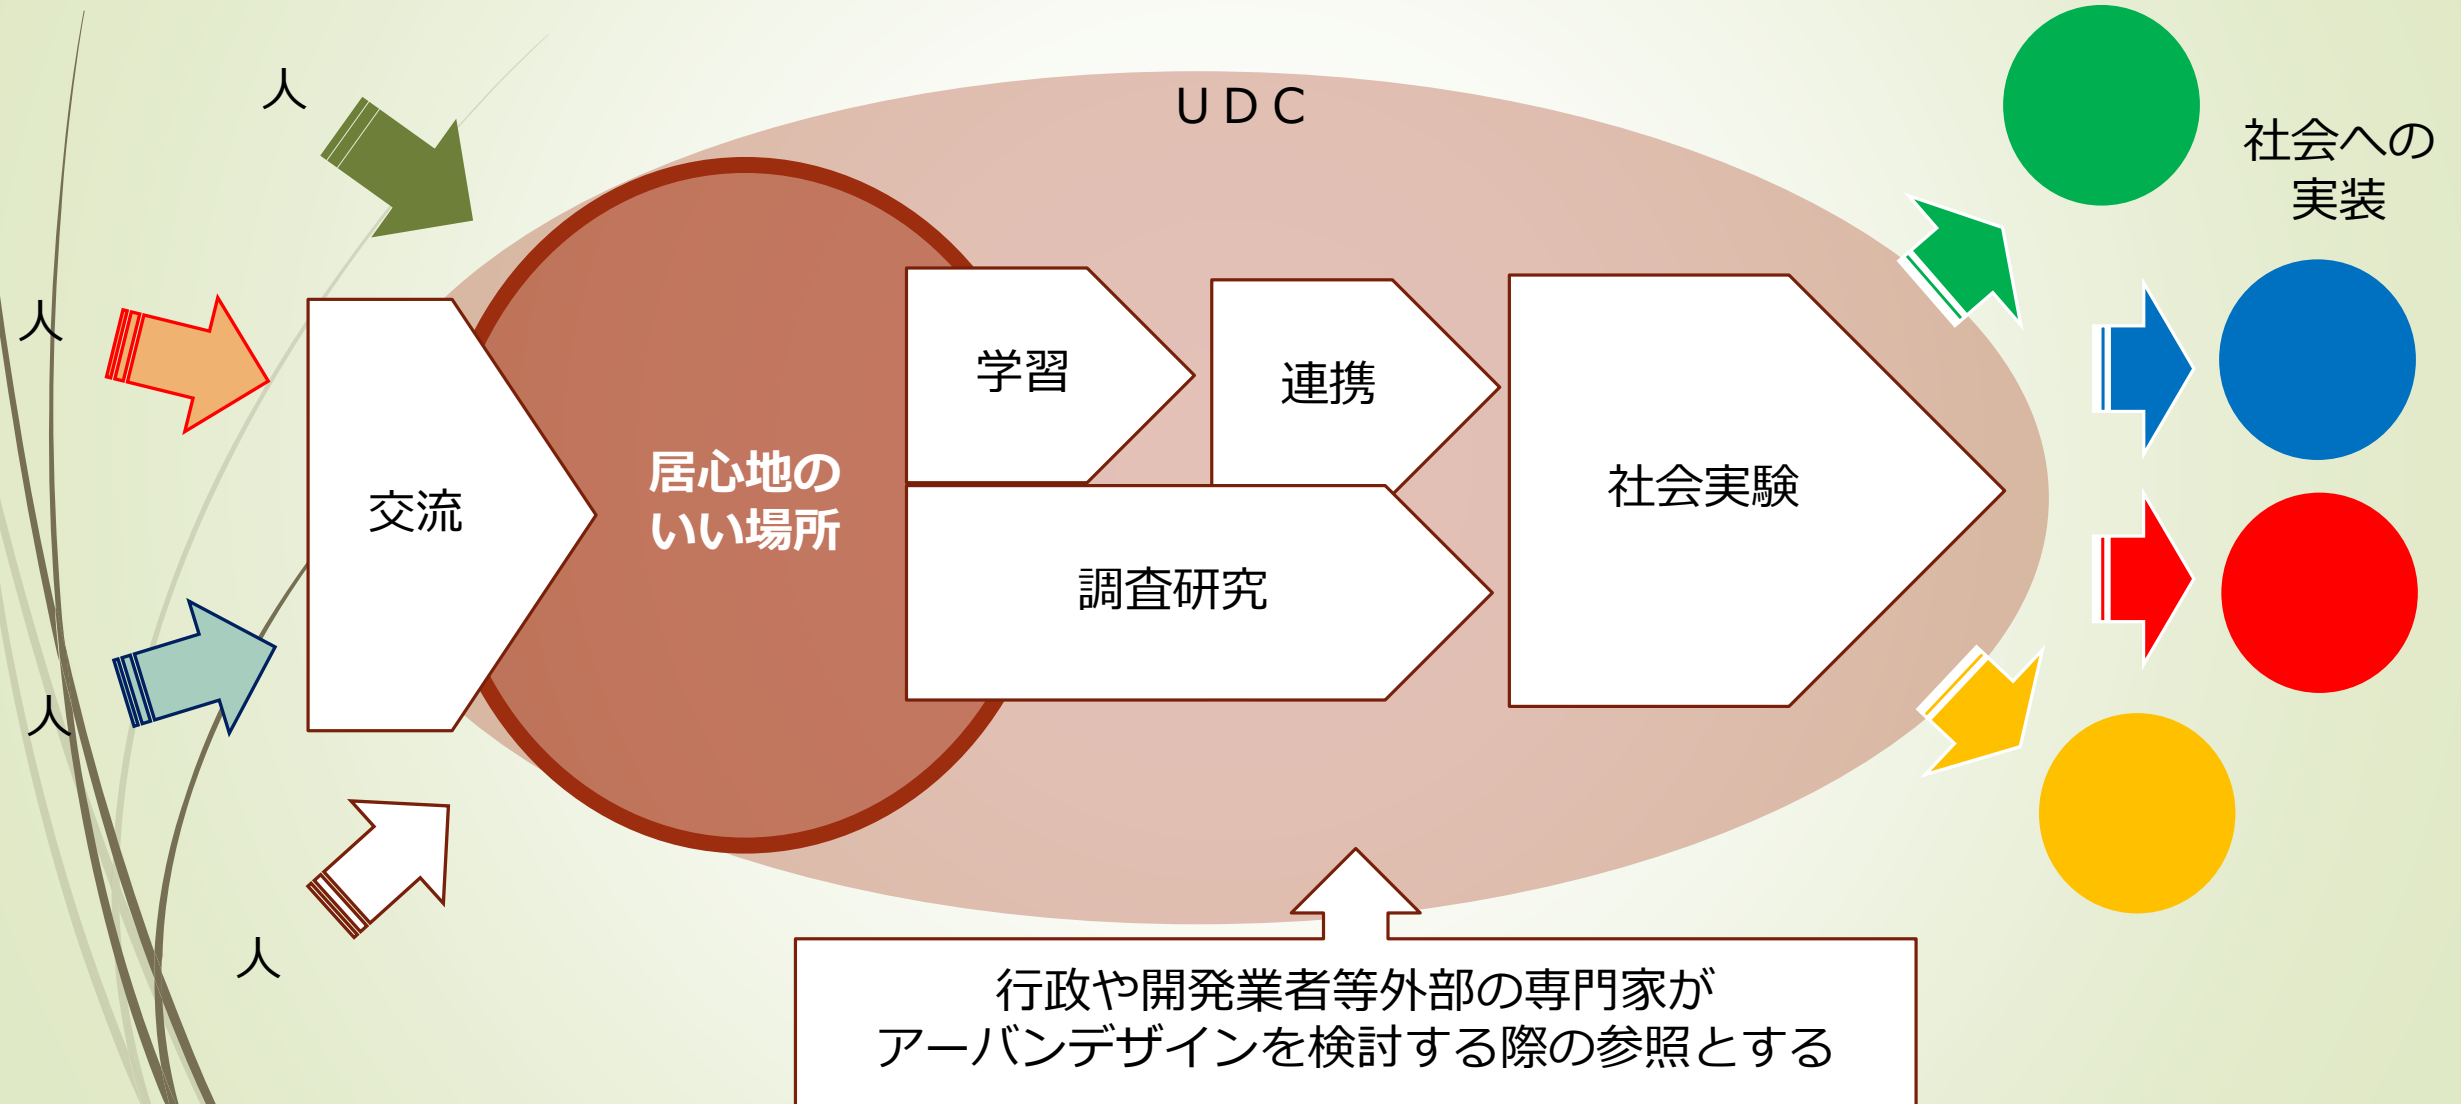 人
UDC
社会への
実装
人
学習
連携
居心地の
いい場所
交流
社会実験
調査研究
人
人
行政や開発業者等外部の専門家が
アーバンデザインを検討する際の参照とする